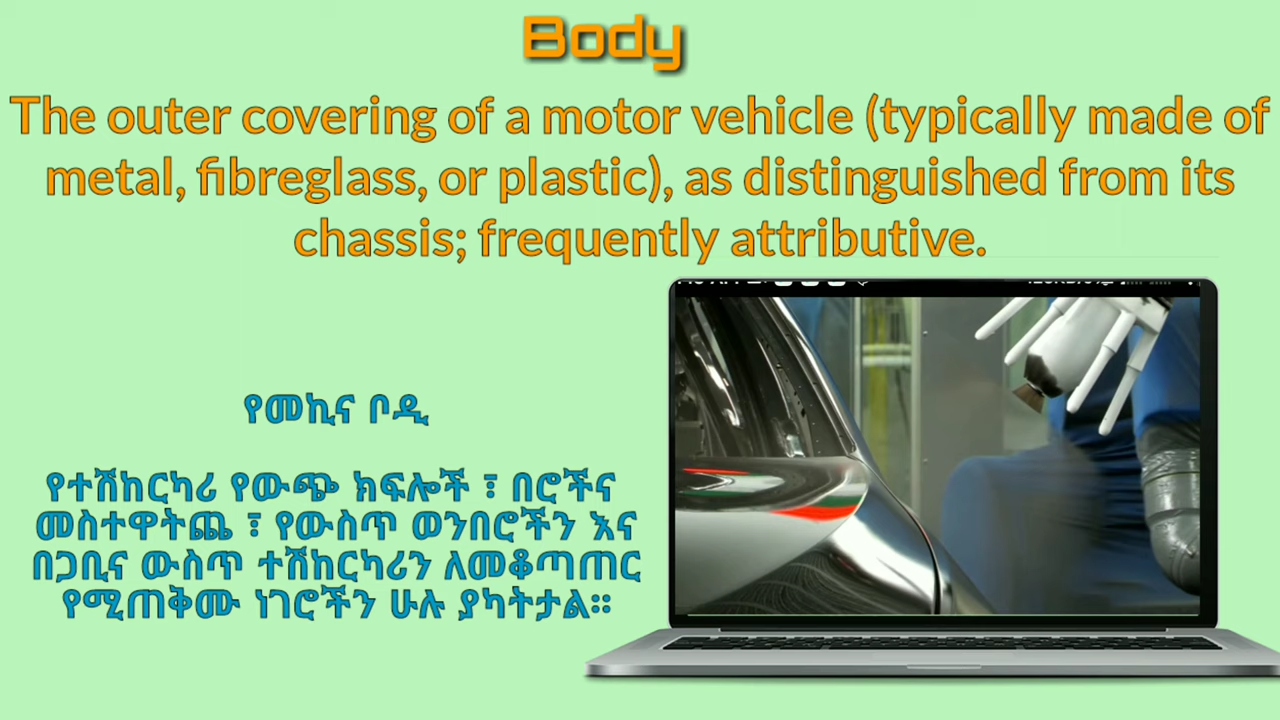 Body
The outer covering of a motor vehicle (typically made of
metal, fibreglass, or plastic), as distinguished from its
chassis; frequently attributive.
የመኪና ቦዲ
የተሽከርካሪ የውጭ ክፍሎች ፣ በሮችና
መስተዋትጨ ፣ የውስጥ ወንበሮችን እና
በጋቢና ውስጥ ተሽከርካሪን ለመቆጣጠር
የሚጠቅሙ ነገሮችን ሁሉ ያካትታል።